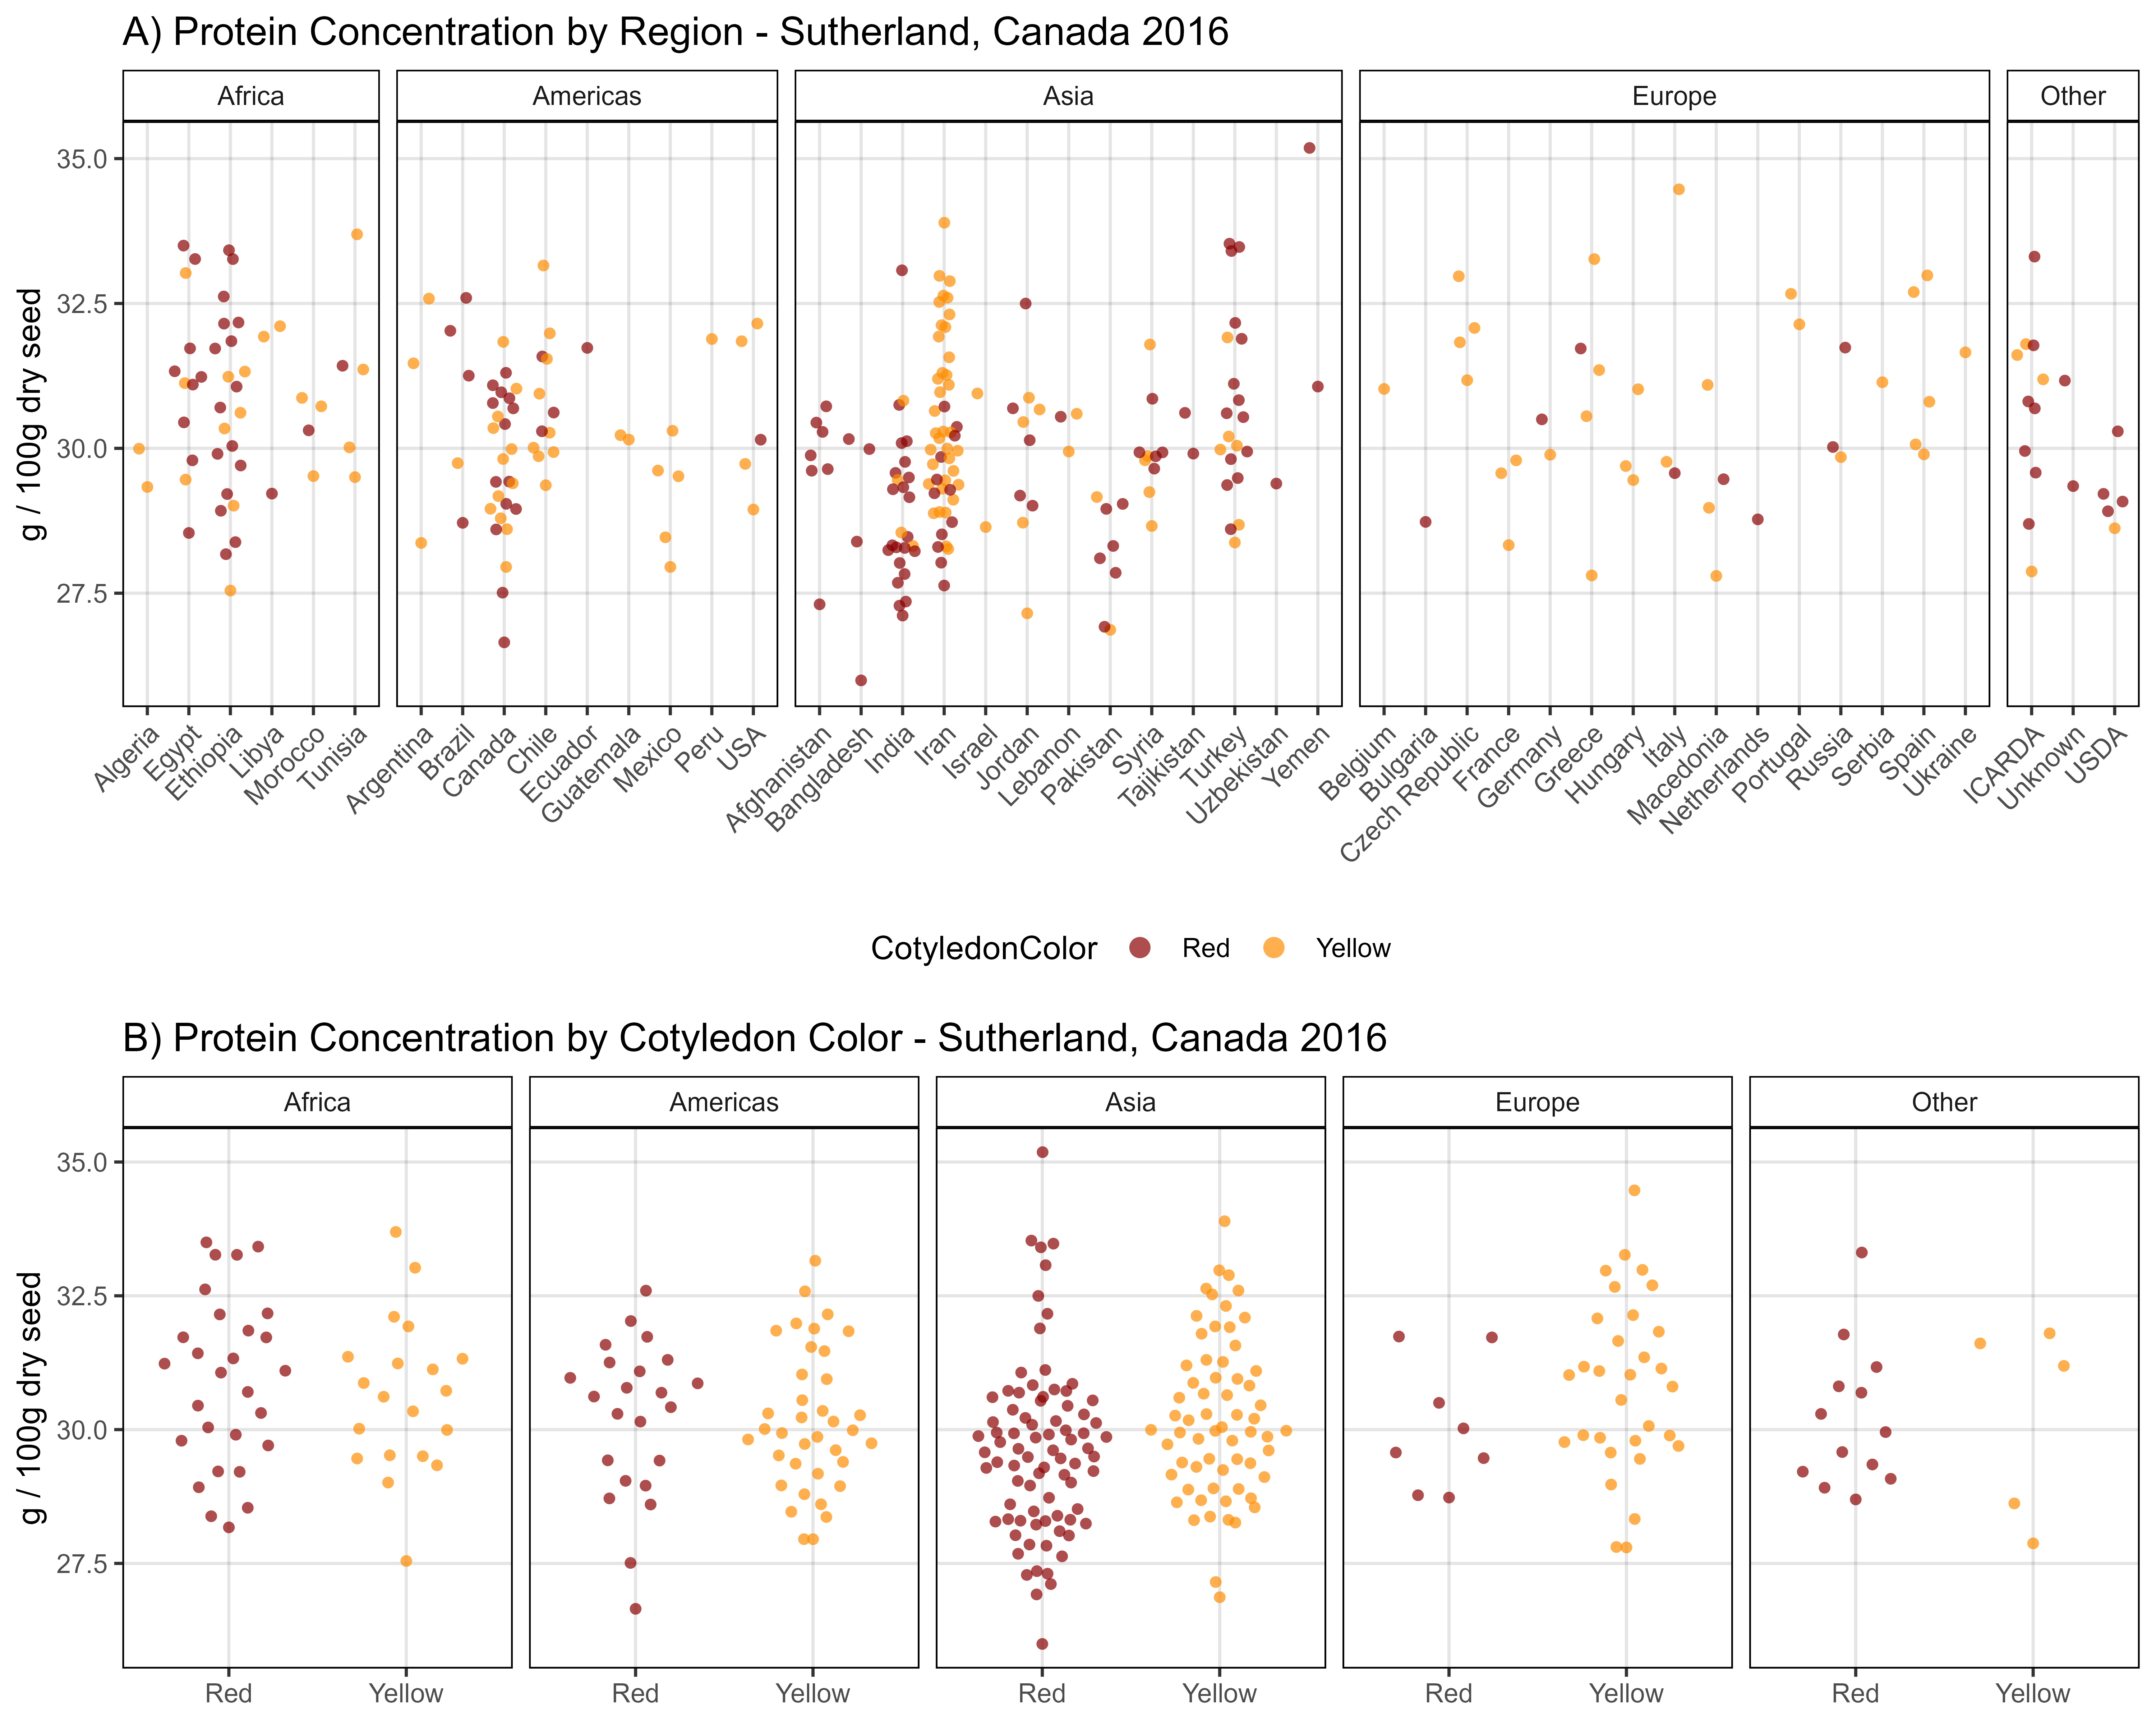 A) Protein Concentration by Region - Sutherland, Canada 2016
Africa Americas Asia Europe Other
35.0
32.5
30.0
27.5
g / 100g dry seed
Algeria Egypt Ethiopia Libya Morocco Tunisia Argentina Brazil Canada Chile Ecuador Guatemala Mexico Peru USA Afghanistan Bangladesh India Iran Israel Jordan Lebanon Pakistan Syria Tajikistan Turkey Uzbekistan Yemen Belgium Bulgaria Czech Republic France Germany Greece Hungary Italy Macedonia Netherlands Portugal Russia Serbia Spain Ukraine ICARDA Unknown USDA
CotyledonColor Red Yellow
B) Protein Concentration by Cotyledon Color - Sutherland, Canada 2016
Africa Americas Asia Europe Other
35.0
32.5
30.0
27.5
g / 100g dry seed
Red Yellow Red Yellow Red Yellow Red Yellow Red Yellow